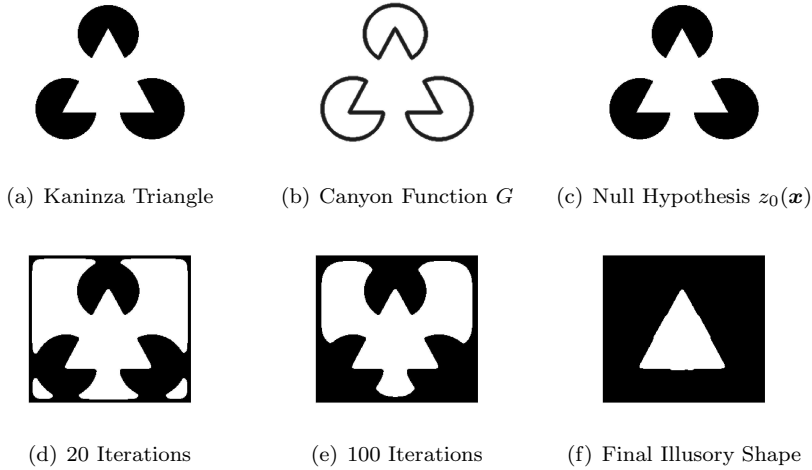 (a) Kaninza Triangle
(b) Canyon Function G
(c) Null Hypothesis z₀(x)
(d) 20 Iterations
(e) 100 Iterations
(f) Final Illusory Shape